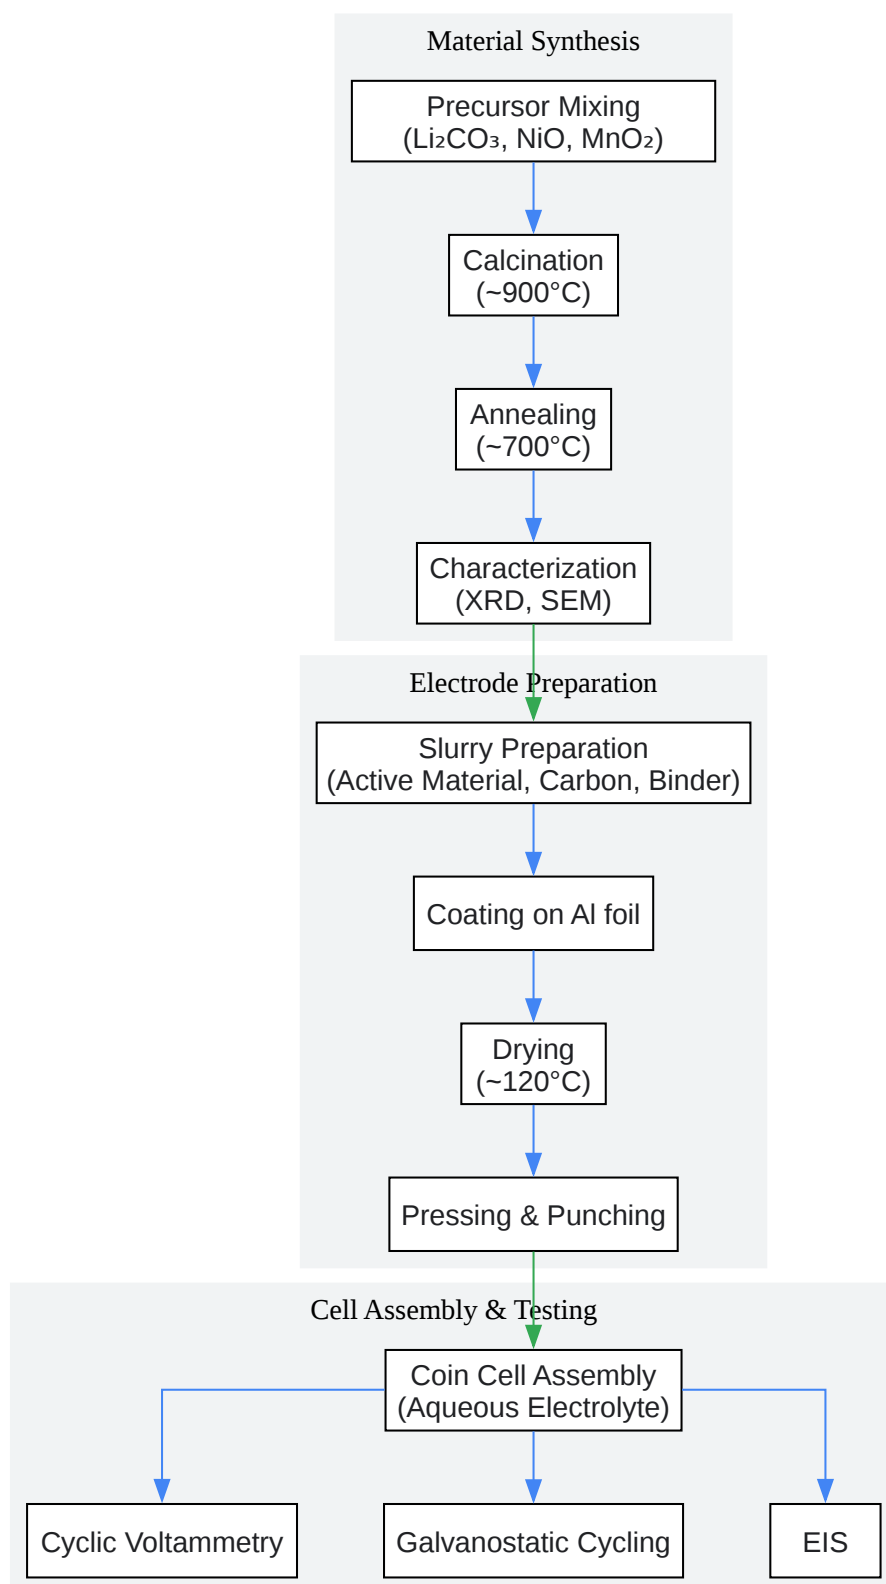 Material Synthesis
Precursor Mixing
(Li₂CO₃, NiO, MnO₂)
Calcination
(~900°C)
Annealing
(~700°C)
Characterization
(XRD, SEM)
Electrode Preparation
Slurry Preparation
(Active Material, Carbon, Binder)
Coating on Al foil
Drying
(~120°C)
Pressing & Punching
Cell Assembly & Testing
Coin Cell Assembly
(Aqueous Electrolyte)
Cyclic Voltammetry
Galvanostatic Cycling
EIS